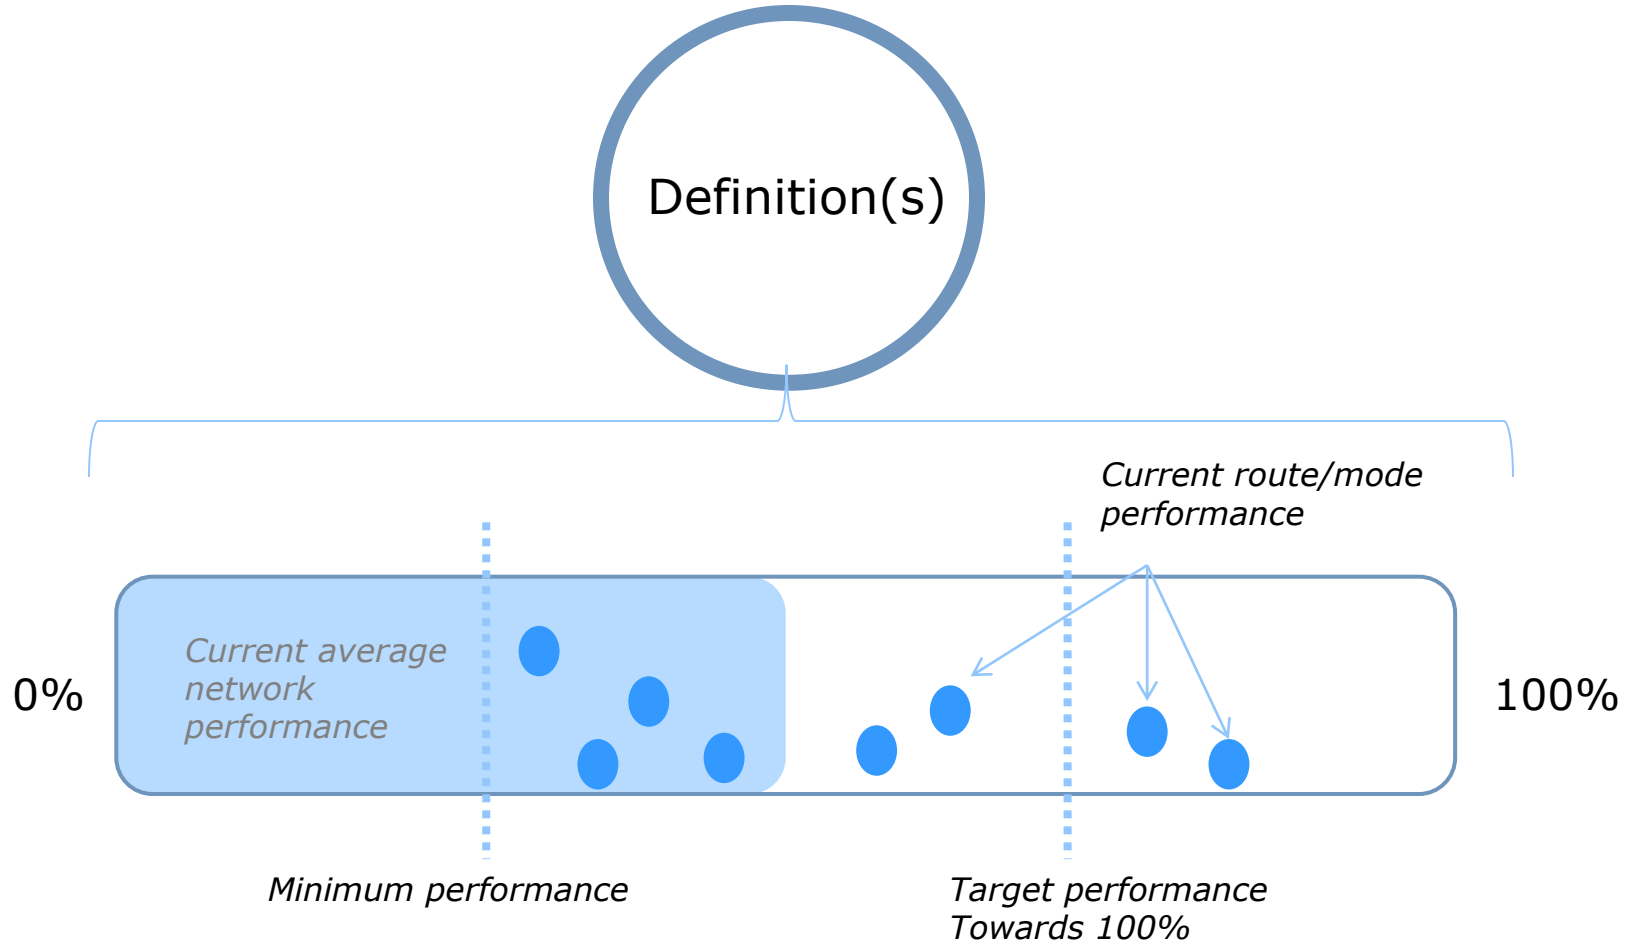 Definition(s)
Current route/mode
performance
Current average
network
performance
0%
100%
Minimum performance
Target performance
Towards 100%